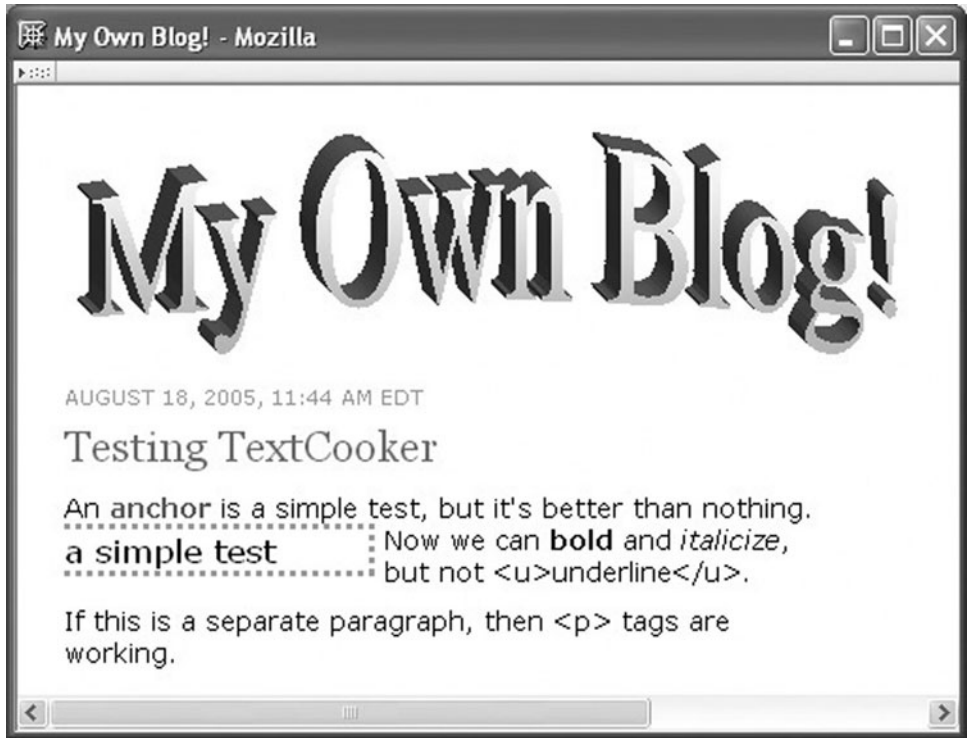 My Own Blog! - Mozilla
My Own Blog!
AUGUST 18, 2005, 11:44 AM EDT
Testing TextCooker
An anchor is a simple test, but it's better than nothing.
a simple test
Now we can bold and italicize,
but not <u>underline</u>.
If this is a separate paragraph, then <p> tags are
working.